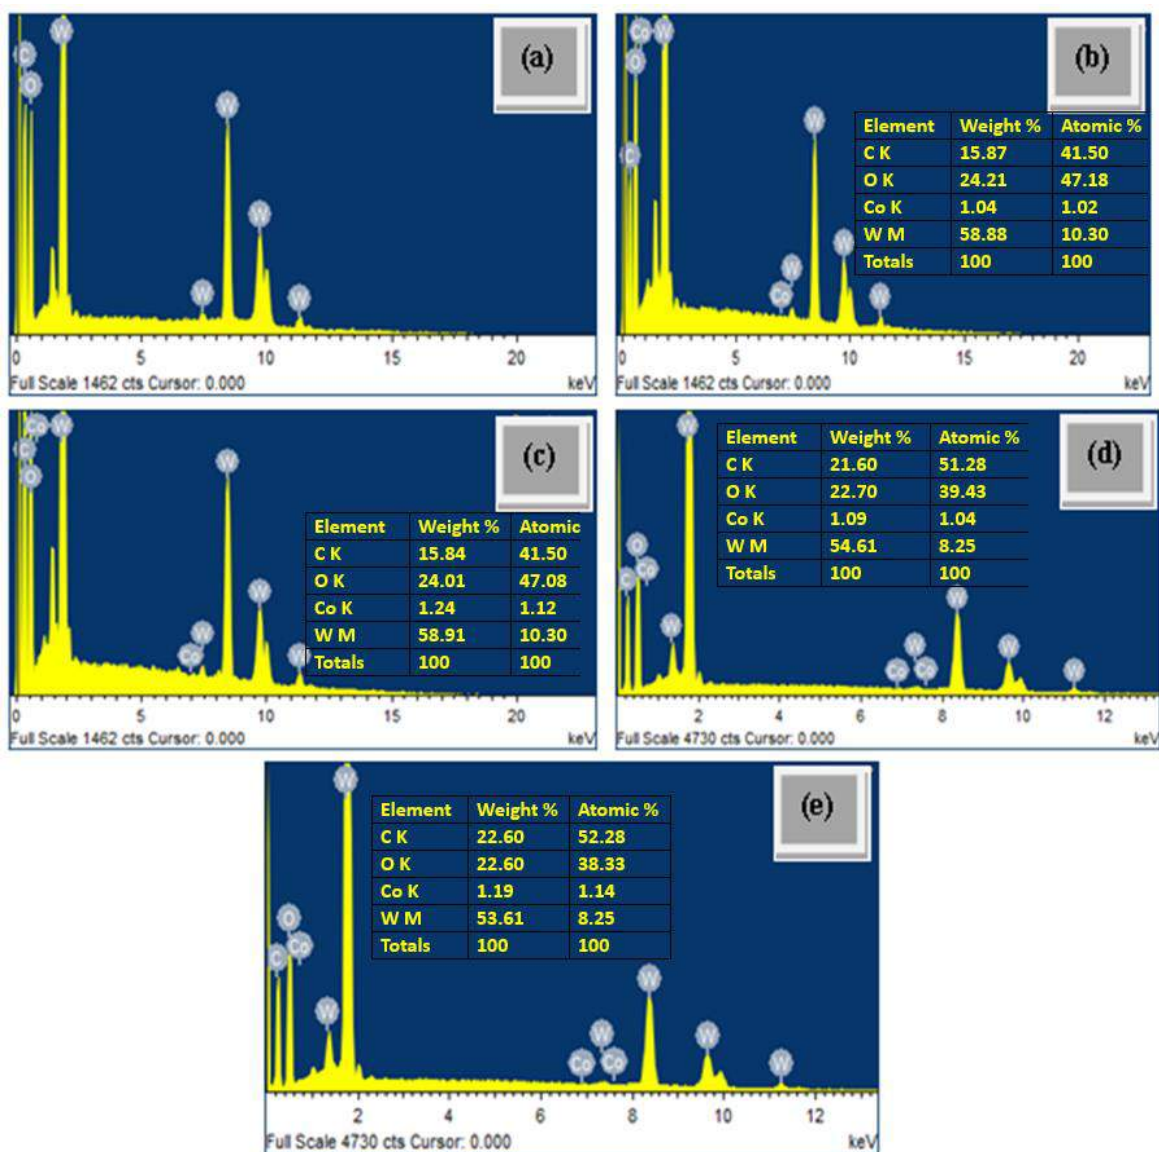 (a)
W
C
O
W
W
W
W
0 5 10 15 20
Full Scale 1462 cts Cursor: 0.000 keV
(b)
Co W
O
C
W
W
W
Co
W
Element Weight % Atomic %
C K 15.87 41.50
O K 24.21 47.18
Co K 1.04 1.02
W M 58.88 10.30
Totals 100 100
0 5 10 15 20
Full Scale 1462 cts Cursor: 0.000 keV
(c)
Co W
C
O
W
W
W
Co
W
Element Weight % Atomic
C K 15.84 41.50
O K 24.01 47.08
Co K 1.24 1.12
W M 58.91 10.30
Totals 100 100
0 5 10 15 20
Full Scale 1462 cts Cursor: 0.000 keV
(d)
W
O
Co
C
W
W
W
W
Co
Co
W
Element Weight % Atomic %
C K 21.60 51.28
O K 22.70 39.43
Co K 1.09 1.04
W M 54.61 8.25
Totals 100 100
2 4 6 8 10 12
Full Scale 4730 cts Cursor: 0.000 keV
(e)
W
O
Co
C
W
W
W
W
Co
Co
W
Element Weight % Atomic %
C K 22.60 52.28
O K 22.60 38.33
Co K 1.19 1.14
W M 53.61 8.25
Totals 100 100
2 4 6 8 10 12
Full Scale 4730 cts Cursor: 0.000 keV